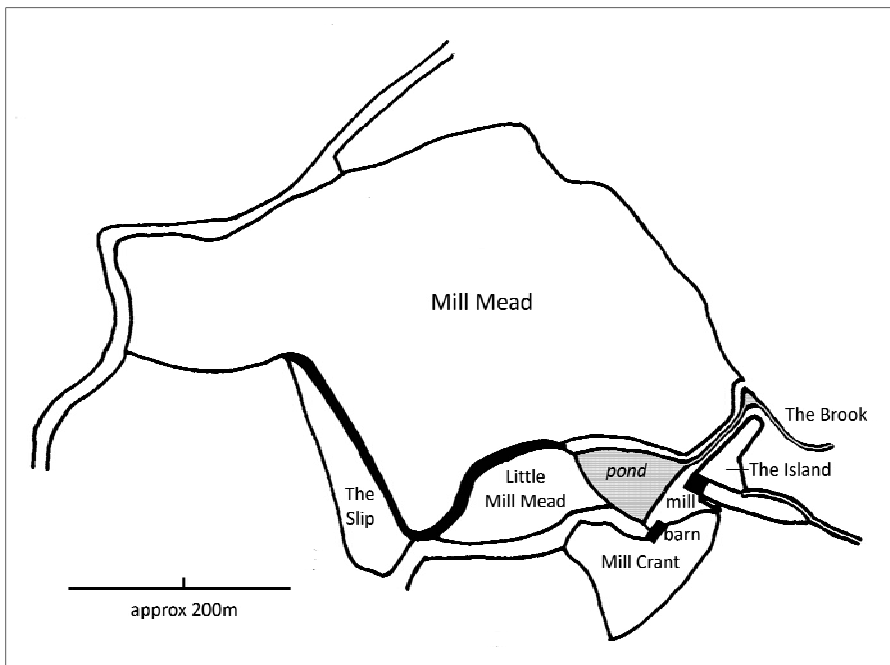 Mill Mead
The Brook
The Island
pond
Little
Mill Mead
mill
The
Slip
barn
Mill Crant
approx 200m